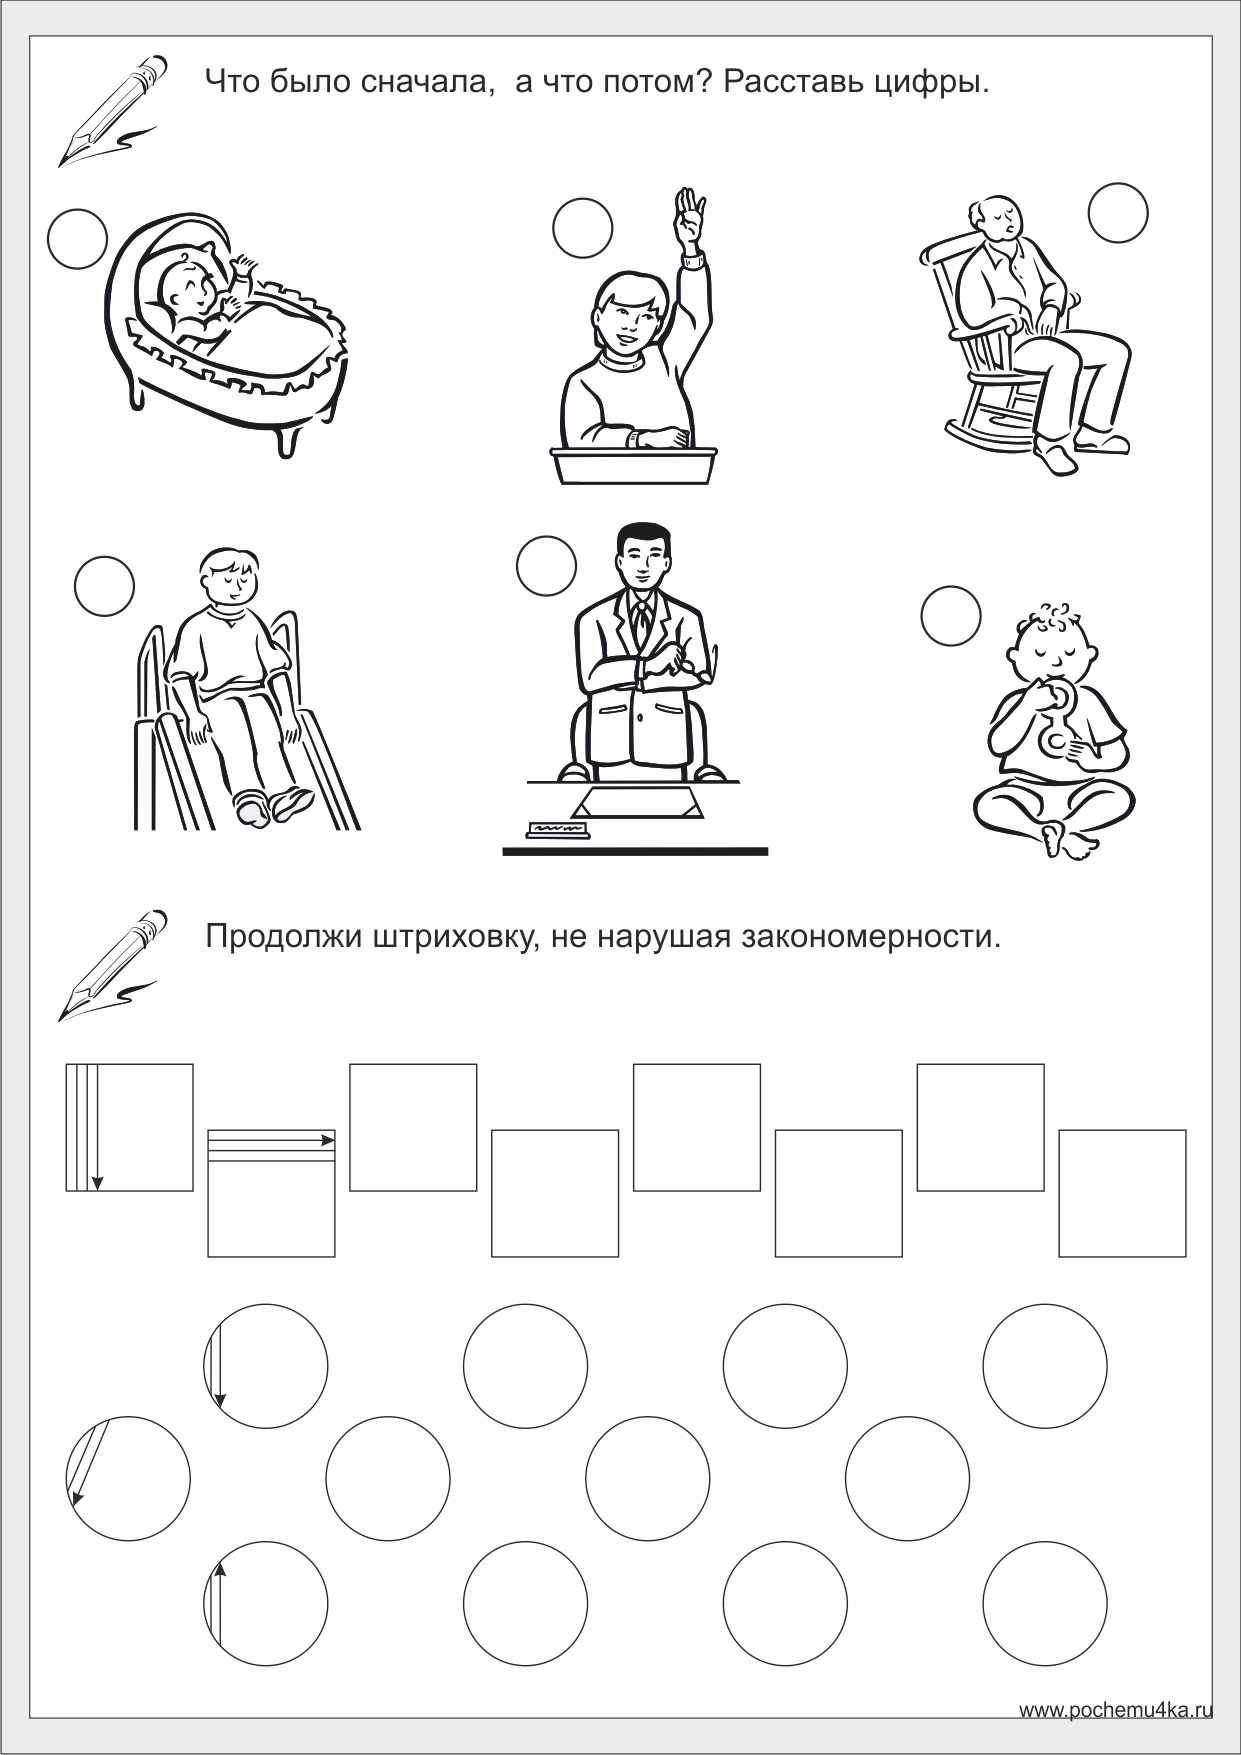 Что было сначала, а что потом? Расставь цифры.
Продолжи штриховку, не нарушая закономерности.
www.pochemu4ka.ru